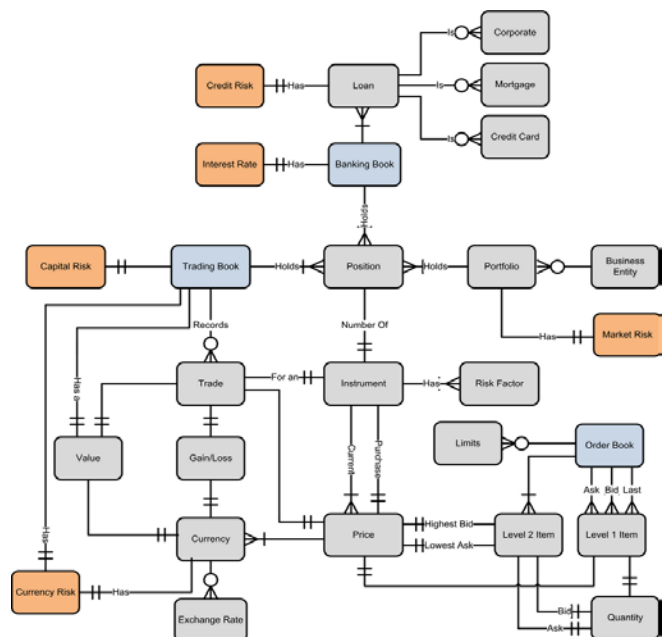 Corporate
Is
Credit Risk
Has
Loan
Is
Mortgage
Is
Credit Card
Interest Rate
Has
Banking Book
Holds
Capital Risk
Trading Book
Holds
Position
Holds
Portfolio
Business
Entity
Records
Number Of
Has
Market Risk
Has a
Trade
For an
Instrument
Has
Risk Factor
Value
Gain/Loss
Current
Purchase
Limits
Order Book
Ask
Bid
Last
Has
Currency
Price
Highest Bid
Lowest Ask
Level 2 Item
Level 1 Item
Currency Risk
Has
Exchange Rate
Bid
Ask
Quantity